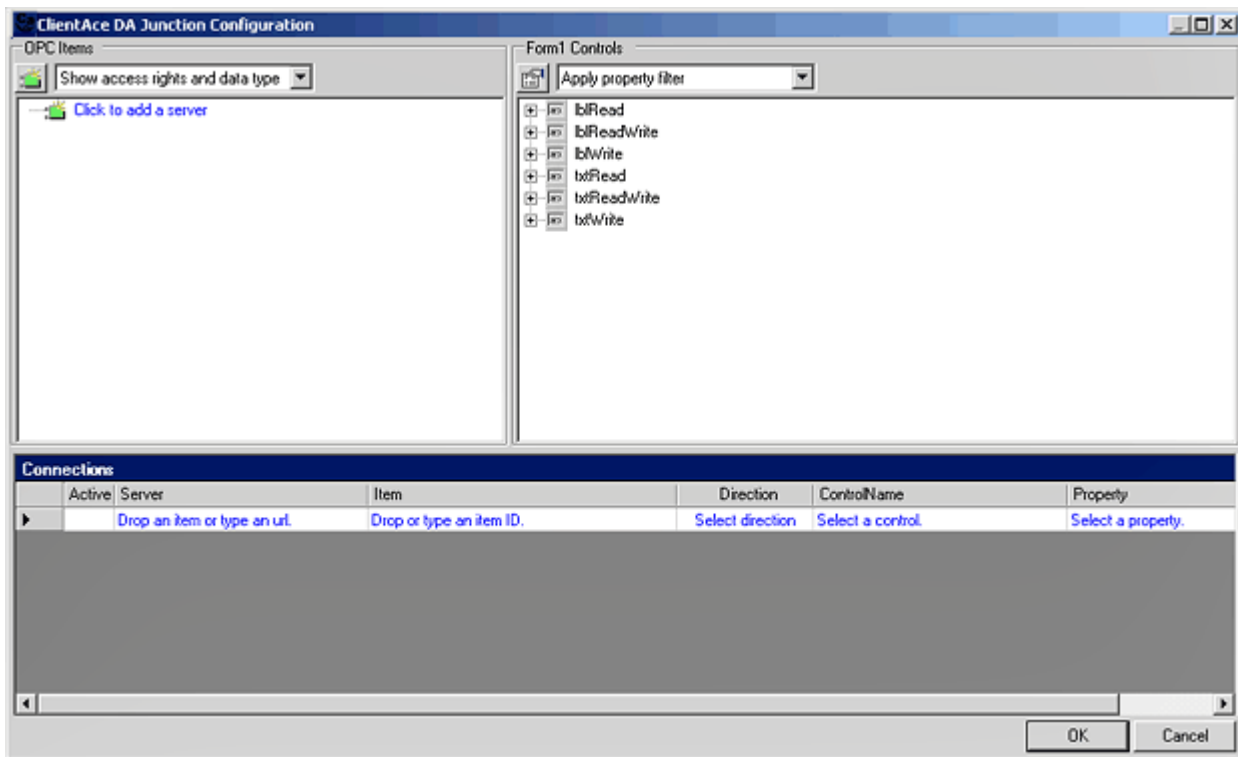 ClientAce DA Junction Configuration
OPC Items
Show access rights and data type
Click to add a server
Form1 Controls
Apply property filter
lblRead
lblReadWrite
lblWrite
txtRead
txtReadWrite
txtWrite
Connections
Active Server Item Direction ControlName Property
Drop an item or type an url. Drop or type an item ID. Select direction Select a control. Select a property.
OK Cancel